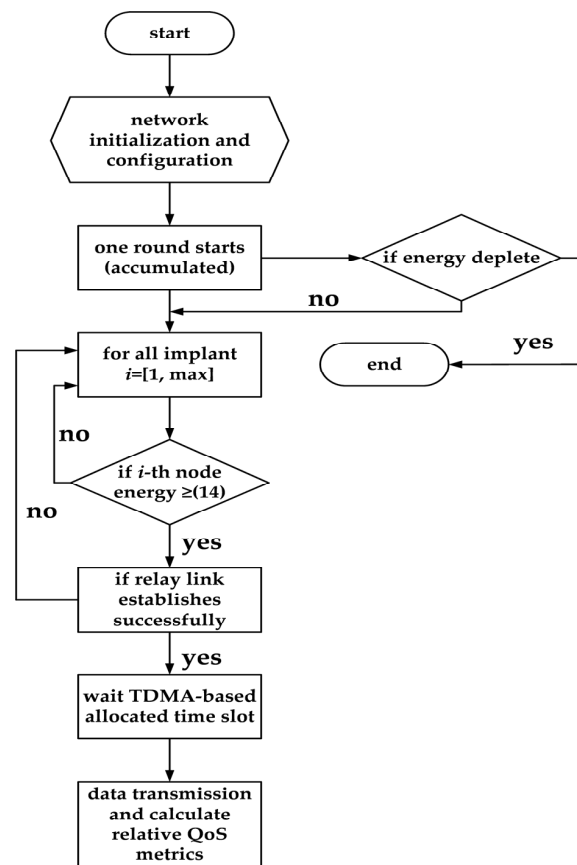 start
network
initialization and
configuration
one round starts
(accumulated)
if energy deplete
no
yes
for all implant
i=[1, max]
end
no
if i-th node
energy ≥(14)
no
yes
if relay link
establishes
successfully
yes
wait TDMA-based
allocated time slot
data transmission
and calculate
relative QoS
metrics